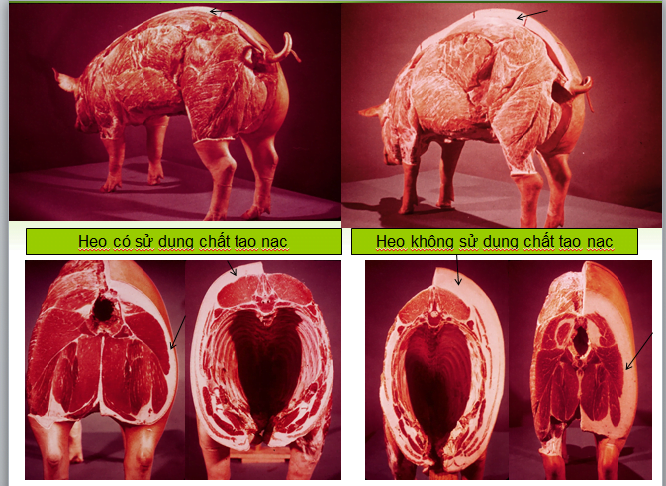 Heo có sử dụng chất tạo nạc
Heo không sử dụng chất tạo nạc